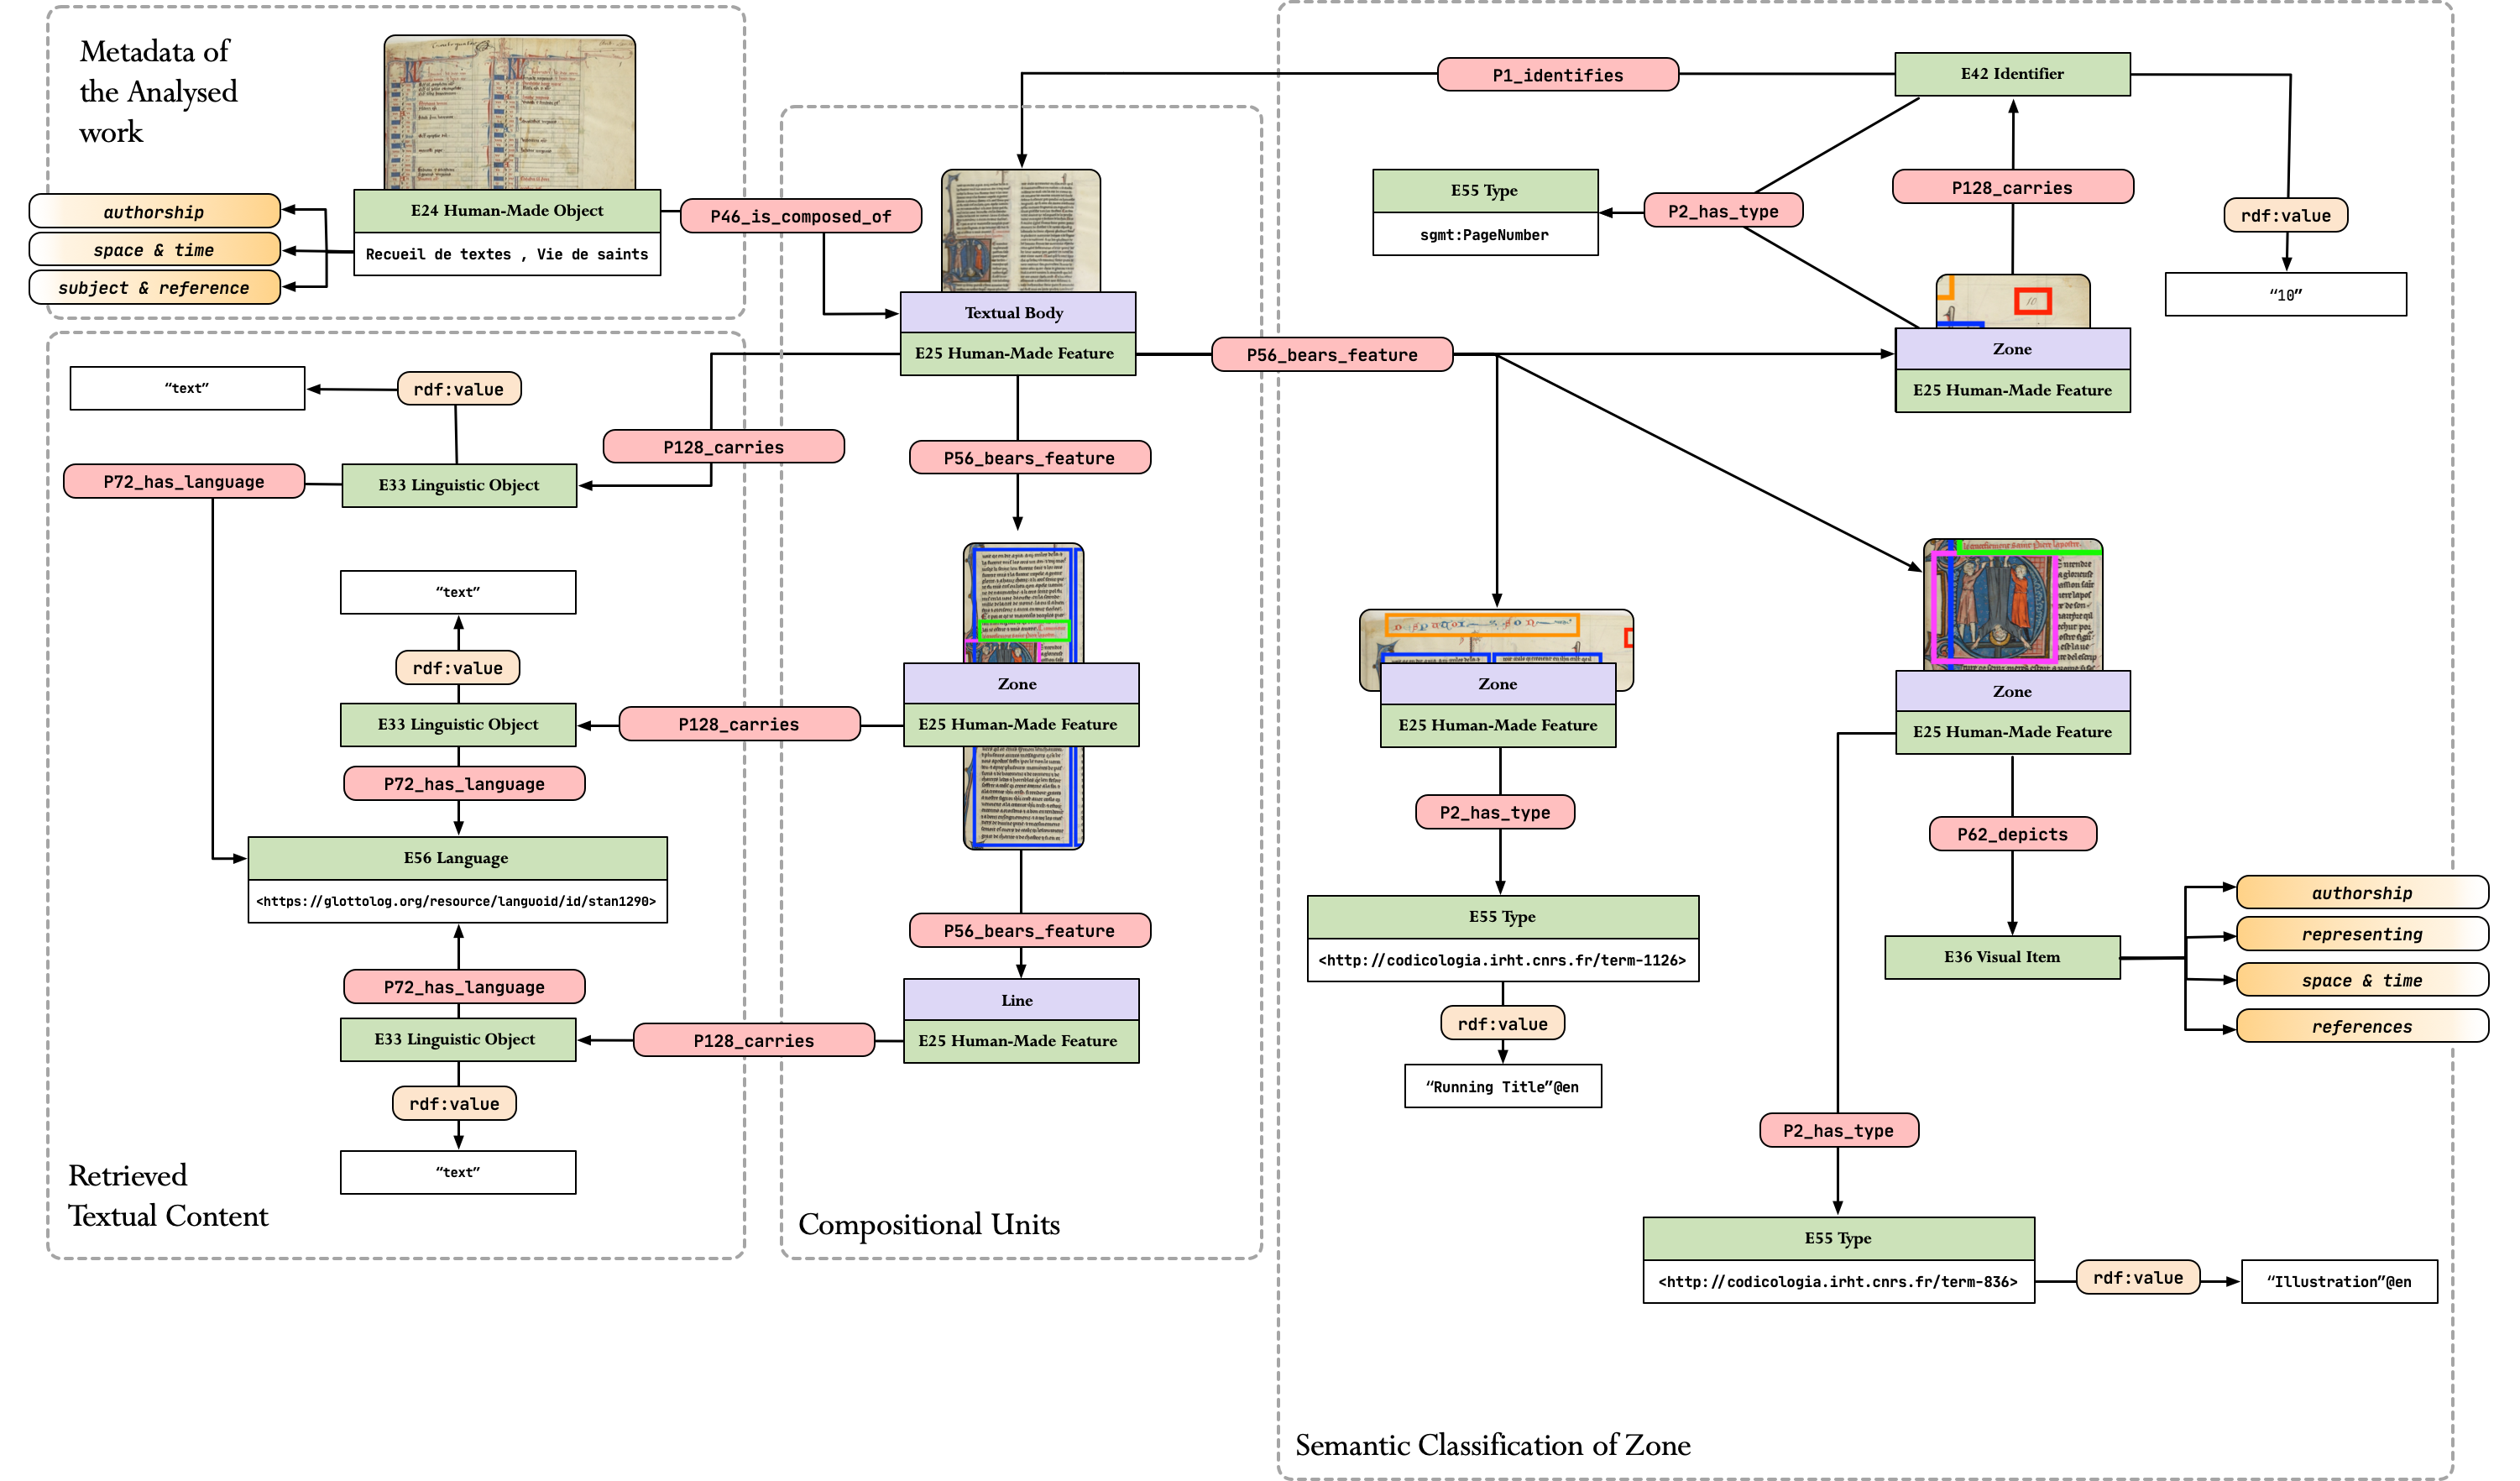 Metadata of
the Analysed
work
E24 Human-Made Object
Recueil de textes , Vie de saints
authorship
space & time
subject & reference
P46_is_composed_of
Textual Body
E25 Human-Made Feature
P1_identifies
E42 Identifier
E55 Type
sgmt:PageNumber
P2_has_type
P128_carries
rdf:value
“10”
10
Zone
E25 Human-Made Feature
P56_bears_feature
“text”
rdf:value
P128_carries
P72_has_language
E33 Linguistic Object
P56_bears_feature
“text”
rdf:value
Zone
E25 Human-Made Feature
E33 Linguistic Object
P128_carries
P72_has_language
E56 Language
<https://glottolog.org/resource/languoid/id/stan1290>
P72_has_language
P56_bears_feature
Line
E25 Human-Made Feature
E33 Linguistic Object
P128_carries
rdf:value
“text”
Retrieved
Textual Content
Compositional Units
Zone
E25 Human-Made Feature
P2_has_type
E55 Type
<http://codicologia.irht.cnrs.fr/term-1126>
rdf:value
“Running Title”@en
Zone
E25 Human-Made Feature
P62_depicts
E36 Visual Item
authorship
representing
space & time
references
P2_has_type
E55 Type
<http://codicologia.irht.cnrs.fr/term-836>
rdf:value
“Illustration”@en
Semantic Classification of Zone